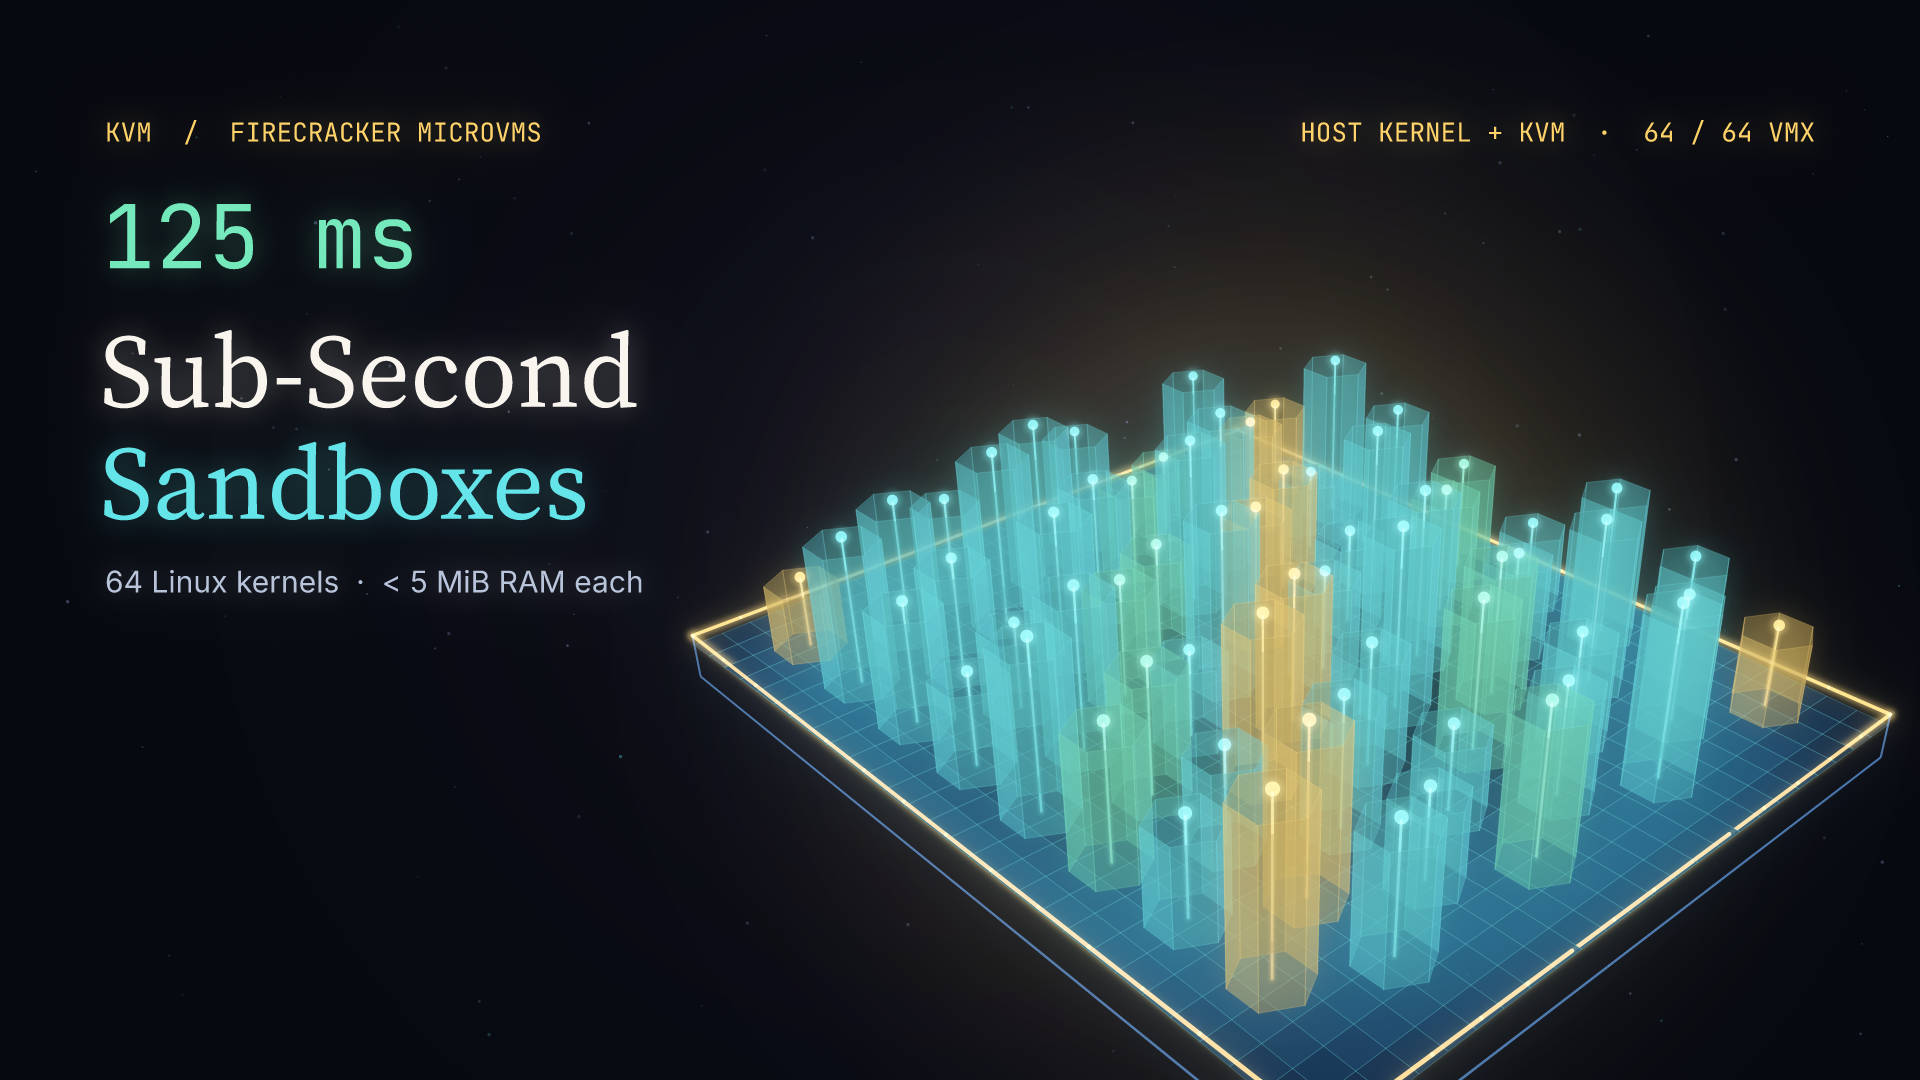 KVM / FIRECRACKER MICROVMS
HOST KERNEL + KVM · 64 / 64 VMX
125 ms
Sub-Second
Sandboxes
64 Linux kernels · < 5 MiB RAM each